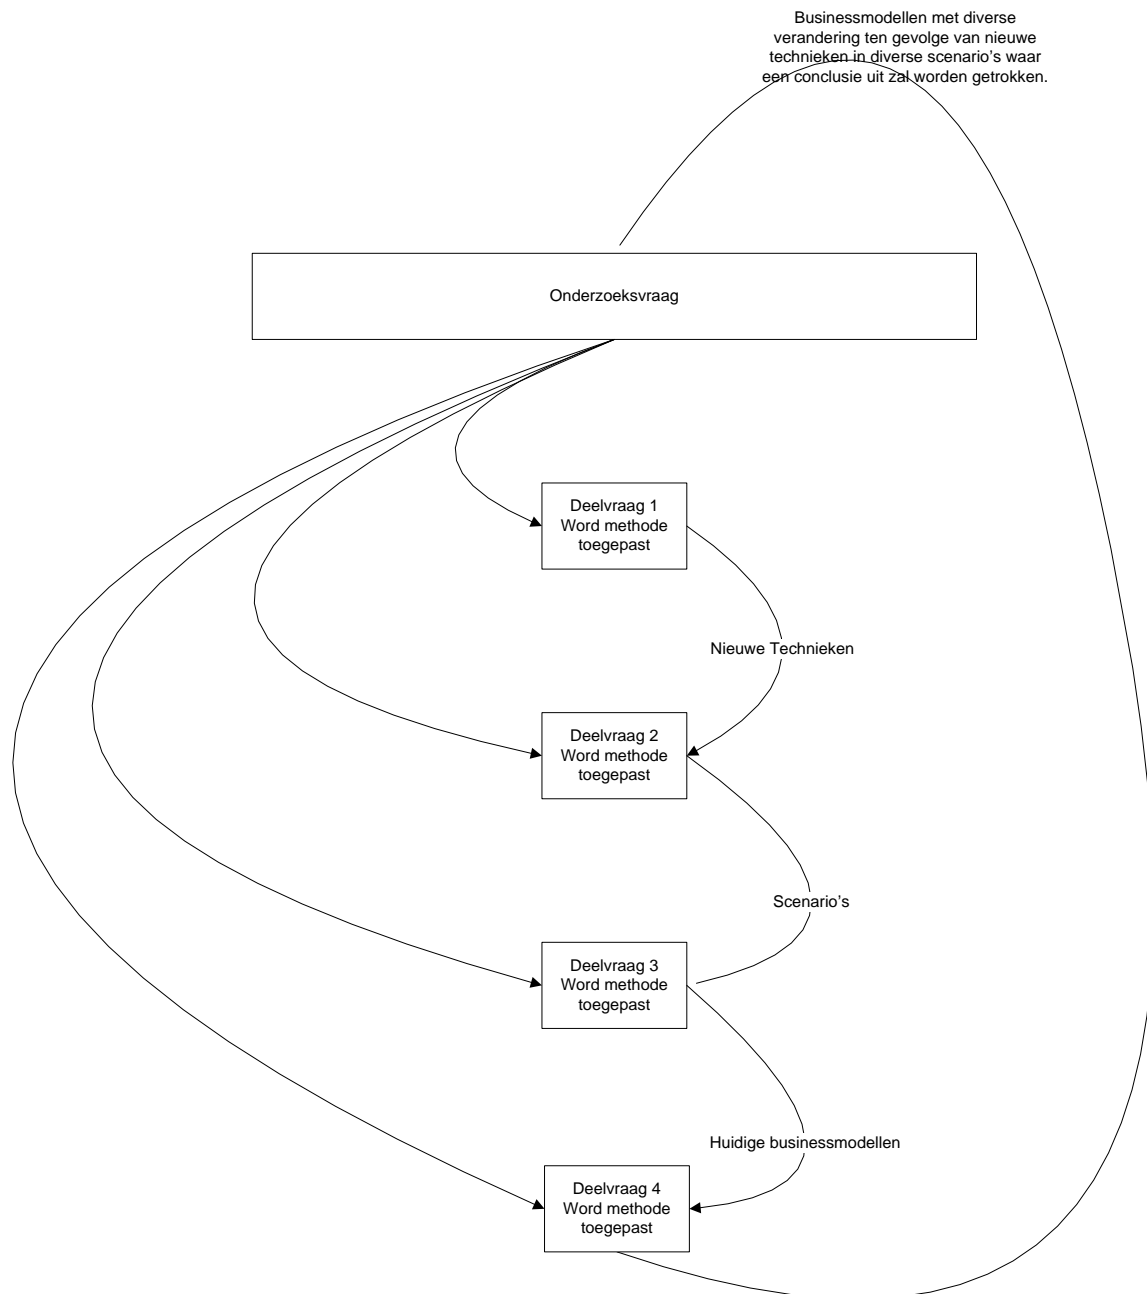 Businessmodellen met diverse
verandering ten gevolge van nieuwe
technieken in diverse scenario's waar
een conclusie uit zal worden getrokken.
Onderzoeksvraag
Deelvraag 1
Word methode
toegepast
Nieuwe Technieken
Deelvraag 2
Word methode
toegepast
Scenario's
Deelvraag 3
Word methode
toegepast
Huidige businessmodellen
Deelvraag 4
Word methode
toegepast